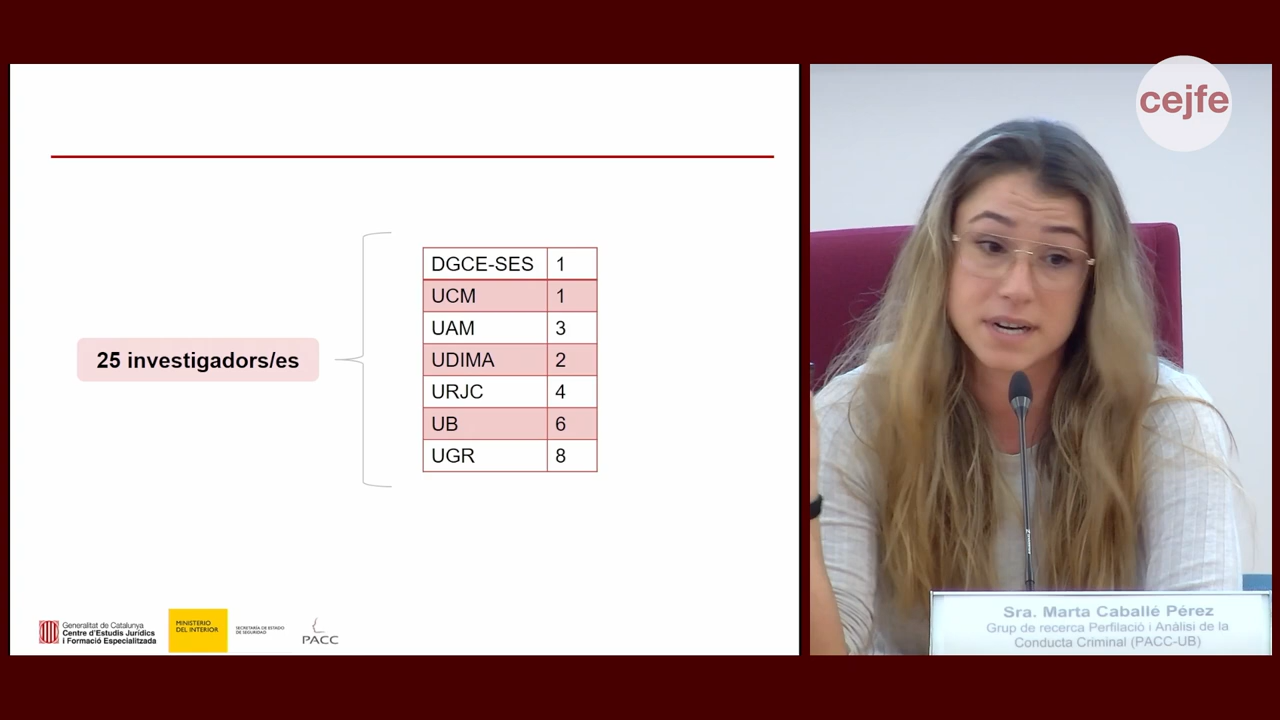 cejfe
25 investigadors/es
DGCE-SES 1
UCM 1
UAM 3
UDIMA 2
URJC 4
UB 6
UGR 8
Generalitat de Catalunya
Centre d'Estudis Jurídics
i Formació Especialitzada
MINISTERIO
DEL INTERIOR
SECRETARÍA DE ESTADO
DE SEGURIDAD
PACC
Sra. Marta Caballé Pérez
Grup de recerca Perfilació i Anàlisi de la
Conducta Criminal (PACC-UB)